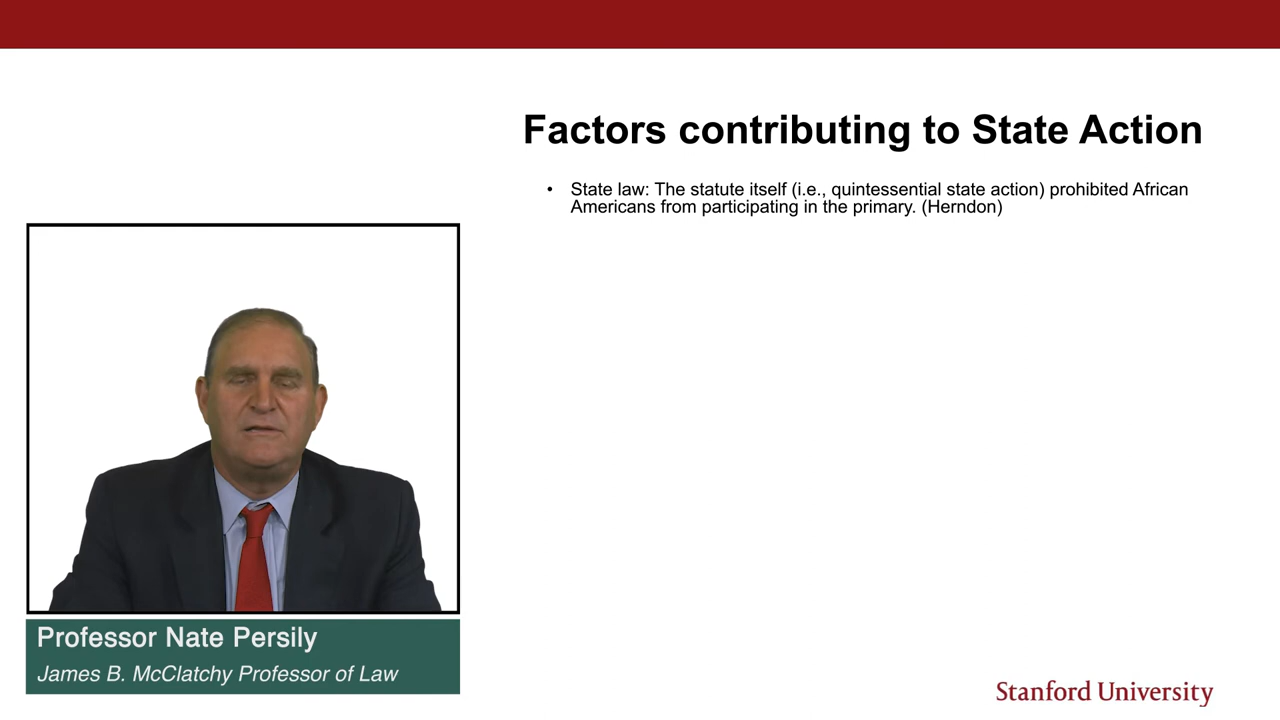 Factors contributing to State Action
• State law: The statute itself (i.e., quintessential state action) prohibited African
Americans from participating in the primary. (Herndon)
Professor Nate Persily
James B. McClatchy Professor of Law
Stanford University